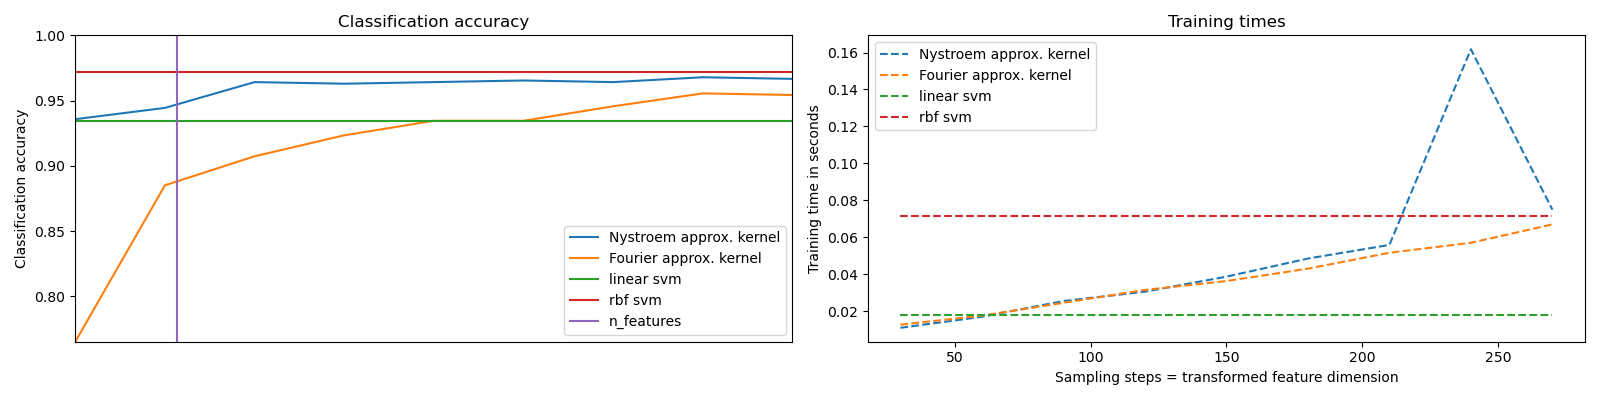 Classification accuracy
Classification accuracy
1.00
0.95
0.90
0.85
0.80
Nystroem approx. kernel
Fourier approx. kernel
linear svm
rbf svm
n_features
Training times
Training time in seconds
0.16
0.14
0.12
0.10
0.08
0.06
0.04
0.02
Nystroem approx. kernel
Fourier approx. kernel
linear svm
rbf svm
50
100
150
200
250
Sampling steps = transformed feature dimension